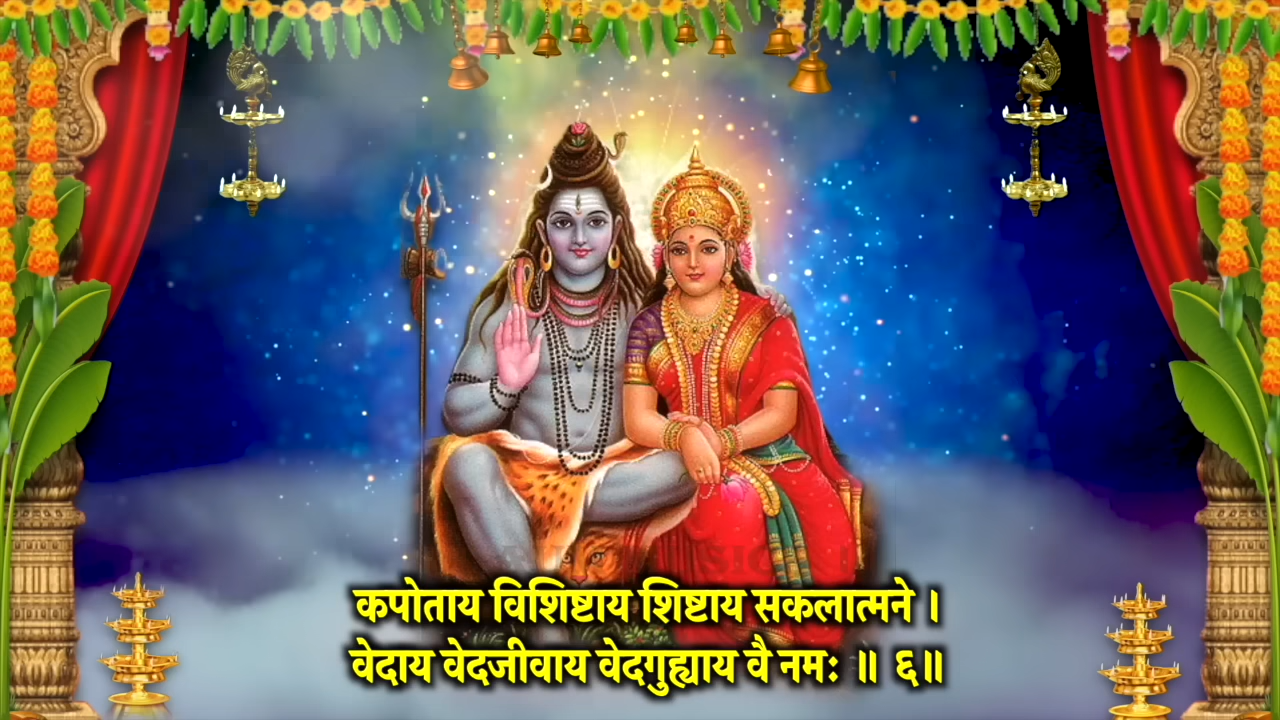 कपोताय विशिष्टाय शिष्टाय सकलात्मने ।
वेदाय वेदजीवाय वेदगुह्याय वै नमः ॥ ६॥